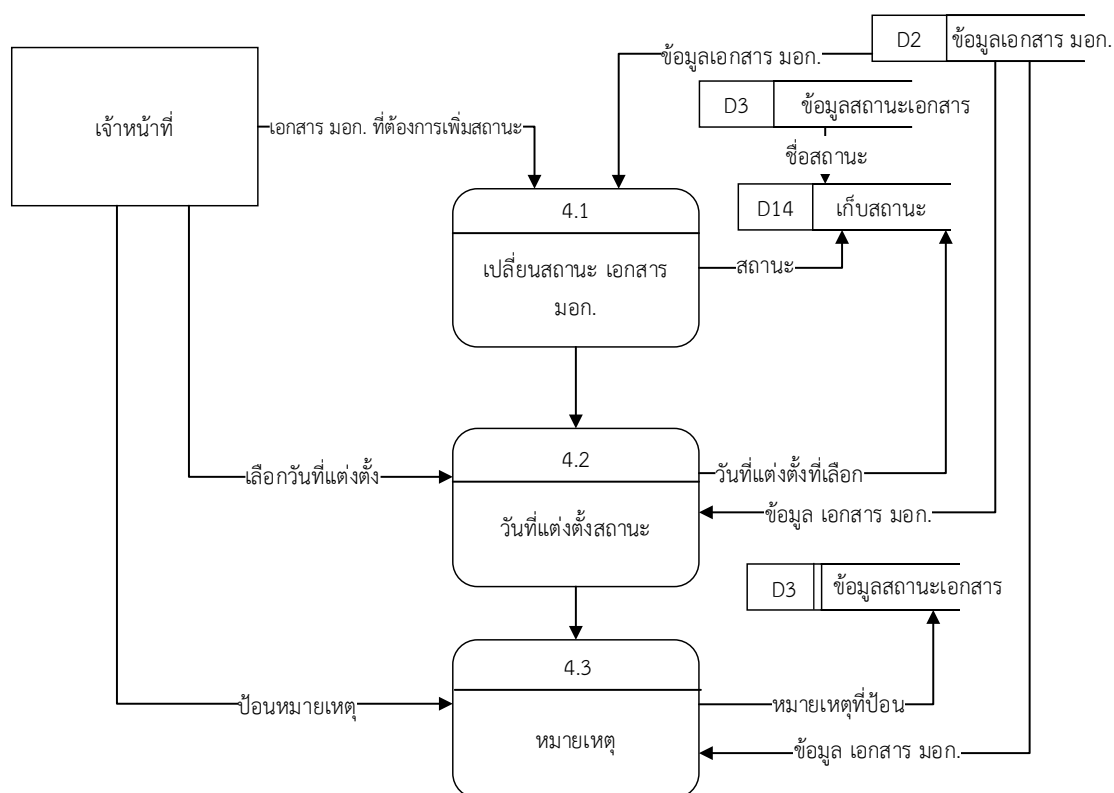 D2 ข้อมูลเอกสาร มอก.
ข้อมูลเอกสาร มอก.
D3 ข้อมูลสถานะเอกสาร
เจ้าหน้าที่
เอกสาร มอก. ที่ต้องการเพิ่มสถานะ
ชื่อสถานะ
D14 เก็บสถานะ
4.1
เปลี่ยนสถานะ เอกสาร
มอก.
สถานะ
4.2
เลือกวันที่แต่งตั้ง
วันที่แต่งตั้งที่เลือก
ข้อมูล เอกสาร มอก.
วันที่แต่งตั้งสถานะ
D3 ข้อมูลสถานะเอกสาร
4.3
ป้อนหมายเหตุ
หมายเหตุที่ป้อน
หมายเหตุ
ข้อมูล เอกสาร มอก.